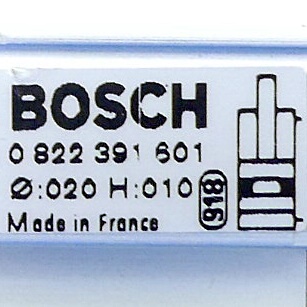 BOSCH
0 822 391 601
Ø:020 H:010 918
Made in France